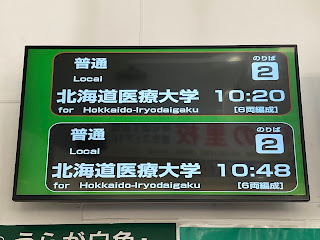 普通 のりば
Local 2
北海道医療大学 10:20
for Hokkaido-Iryodaigaku [6両編成]
普通 のりば
Local 2
北海道医療大学 10:48
for Hokkaido-Iryodaigaku [6両編成]